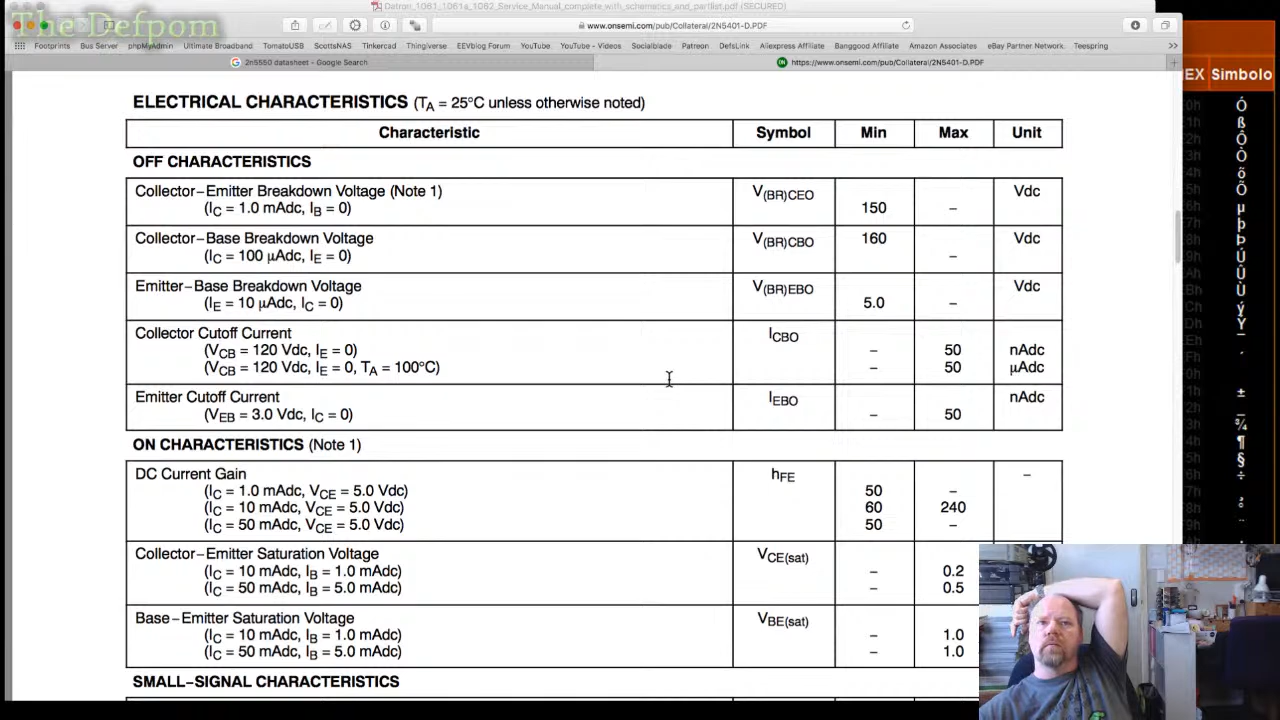 The Defpom
Datron_1061_1061a_1062_Service_Manual_complete_with_schematics_and_partlist.pdf (SECURED)
www.onsemi.com/pub/Collateral/2N5401-D.PDF
Footprints Bus Server phpMyAdmin Ultimate Broadband TomatoUSB ScottsNAS Tinkercad Thingiverse EEVblog Forum YouTube YouTube - Videos Socialblade Patreon DefsLink Aliexpress Affiliate Banggood Affiliate Amazon Associates eBay Partner Network. Teespring >>
2n5550 datasheet - Google Search
https://www.onsemi.com/pub/Collateral/2N5401-D.PDF
ELECTRICAL CHARACTERISTICS (TA = 25°C unless otherwise noted)
Characteristic Symbol Min Max Unit
OFF CHARACTERISTICS
Collector−Emitter Breakdown Voltage (Note 1) V(BR)CEO Vdc
(IC = 1.0 mAdc, IB = 0) 150 −
Collector−Base Breakdown Voltage V(BR)CBO 160 Vdc
(IC = 100 µAdc, IE = 0) −
Emitter−Base Breakdown Voltage V(BR)EBO Vdc
(IE = 10 µAdc, IC = 0) 5.0 −
Collector Cutoff Current ICBO
(VCB = 120 Vdc, IE = 0) − 50 nAdc
(VCB = 120 Vdc, IE = 0, TA = 100°C) − 50 µAdc
Emitter Cutoff Current IEBO nAdc
(VEB = 3.0 Vdc, IC = 0) − 50
ON CHARACTERISTICS (Note 1)
DC Current Gain hFE −
(IC = 1.0 mAdc, VCE = 5.0 Vdc) 50 −
(IC = 10 mAdc, VCE = 5.0 Vdc) 60 240
(IC = 50 mAdc, VCE = 5.0 Vdc) 50 −
Collector−Emitter Saturation Voltage VCE(sat)
(IC = 10 mAdc, IB = 1.0 mAdc) − 0.2
(IC = 50 mAdc, IB = 5.0 mAdc) − 0.5
Base−Emitter Saturation Voltage VBE(sat)
(IC = 10 mAdc, IB = 1.0 mAdc) − 1.0
(IC = 50 mAdc, IB = 5.0 mAdc) − 1.0
SMALL−SIGNAL CHARACTERISTICS
EX Simbolo
Ó
ß
Ô
Ò
õ
Õ
µ
þ
Þ
Ú
Û
Ù
ý
Ý
¯
´
±
¾
¶
§
÷
°
¨